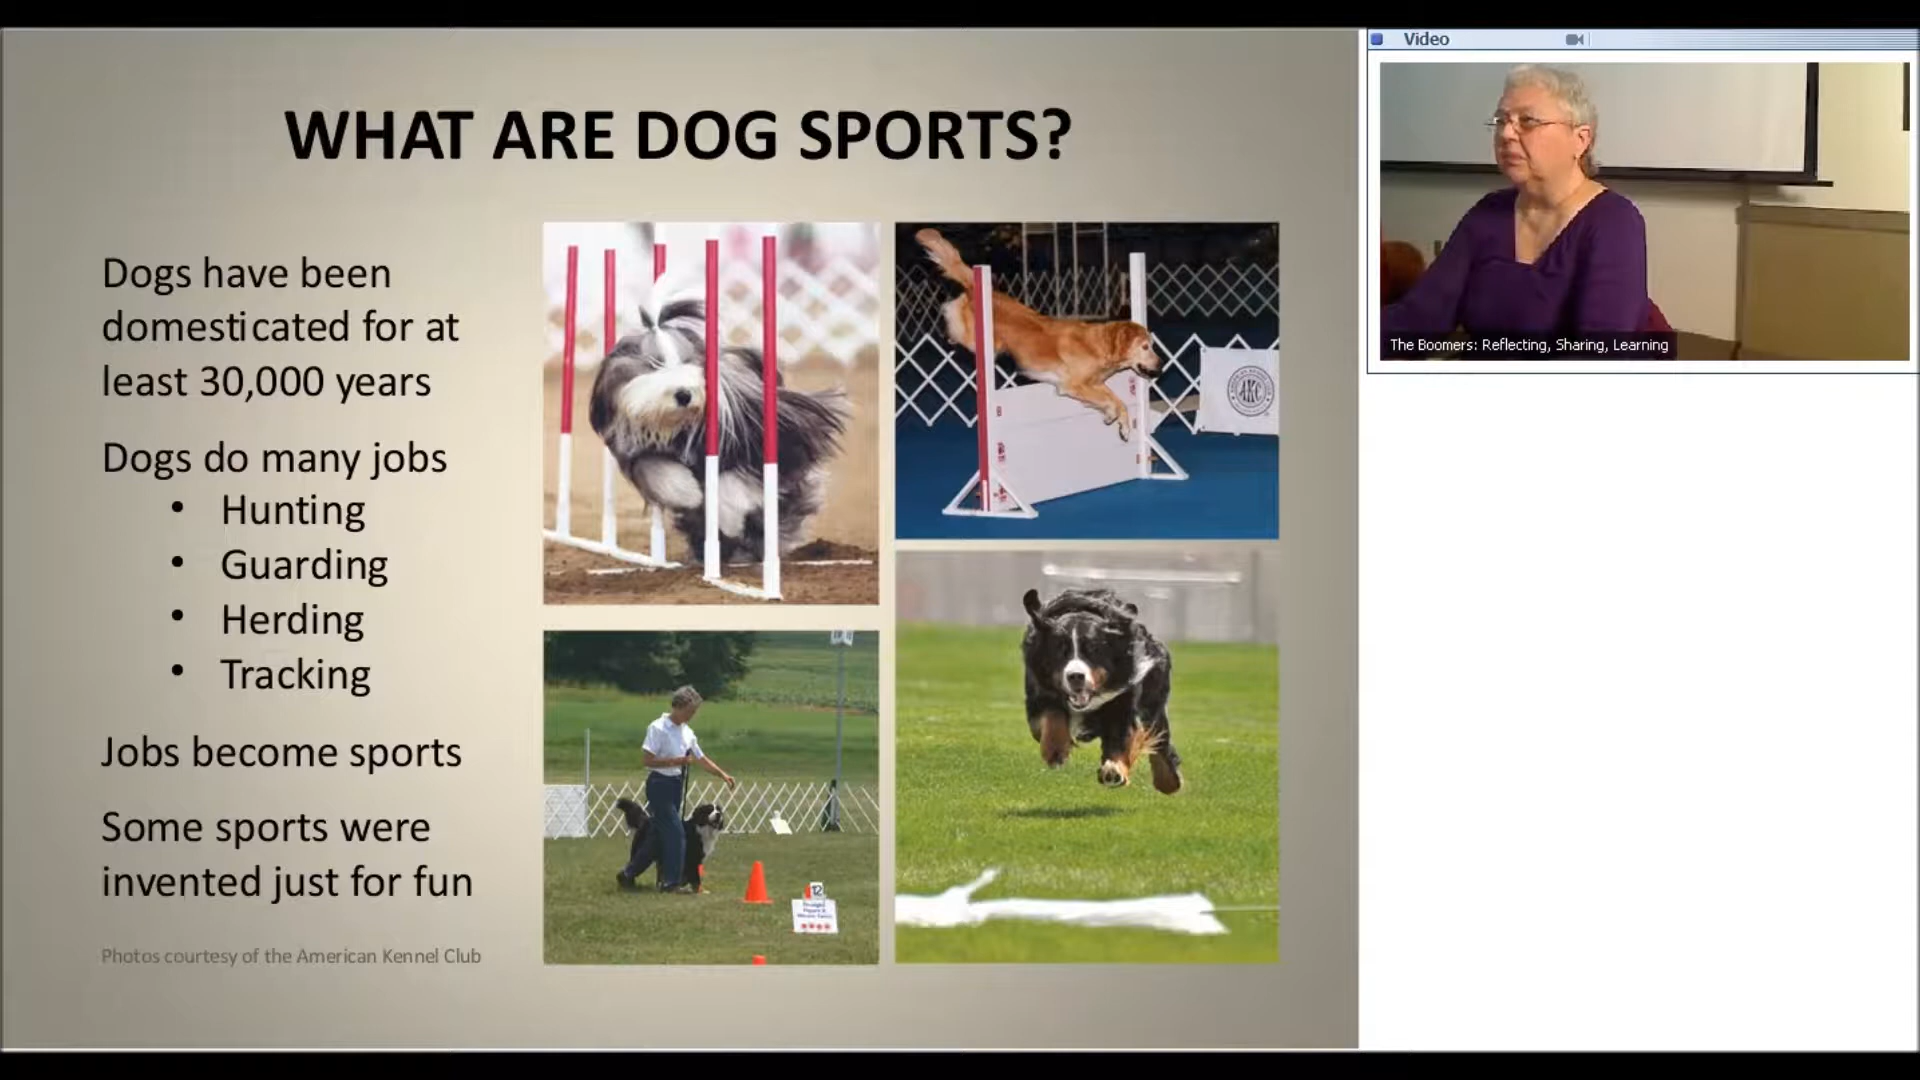 WHAT ARE DOG SPORTS?
Dogs have been
domesticated for at
least 30,000 years
Dogs do many jobs
• Hunting
• Guarding
• Herding
• Tracking
Jobs become sports
Some sports were
invented just for fun
Photos courtesy of the American Kennel Club
AKC
12
Video
The Boomers: Reflecting, Sharing, Learning